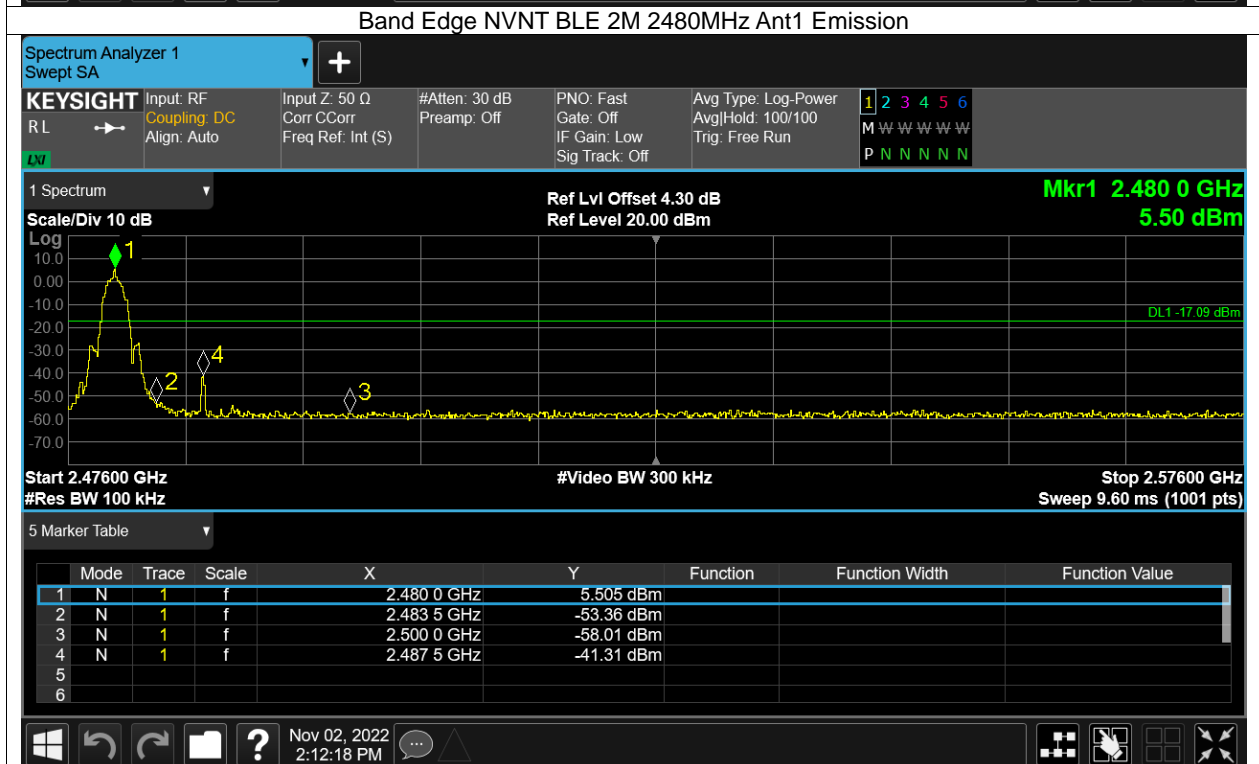 Band Edge NVNT BLE 2M 2480MHz Ant1 Emission
Spectrum Analyzer 1
Swept SA
+
KEYSIGHT Input: RF Input Z: 50 Ω #Atten: 30 dB PNO: Fast Avg Type: Log-Power 1 2 3 4 5 6
RL Coupling: DC Corr CCorr Preamp: Off Gate: Off Avg|Hold: 100/100 M W W W W W
Align: Auto Freq Ref: Int (S) IF Gain: Low Trig: Free Run
LXI Sig Track: Off P N N N N N
1 Spectrum Ref Lvl Offset 4.30 dB Mkr1 2.480 0 GHz
Scale/Div 10 dB Ref Level 20.00 dBm 5.50 dBm
Log
1
10.0
0.00
-10.0
DL1 -17.09 dBm
-20.0
-30.0
4
-40.0
2
3
-50.0
-60.0
-70.0
Start 2.47600 GHz #Video BW 300 kHz Stop 2.57600 GHz
#Res BW 100 kHz Sweep 9.60 ms (1001 pts)
5 Marker Table
Mode Trace Scale X Y Function Function Width Function Value
1 N 1 f 2.480 0 GHz 5.505 dBm
2 N 1 f 2.483 5 GHz -53.36 dBm
3 N 1 f 2.500 0 GHz -58.01 dBm
4 N 1 f 2.487 5 GHz -41.31 dBm
5
6
? Nov 02, 2022
2:12:18 PM